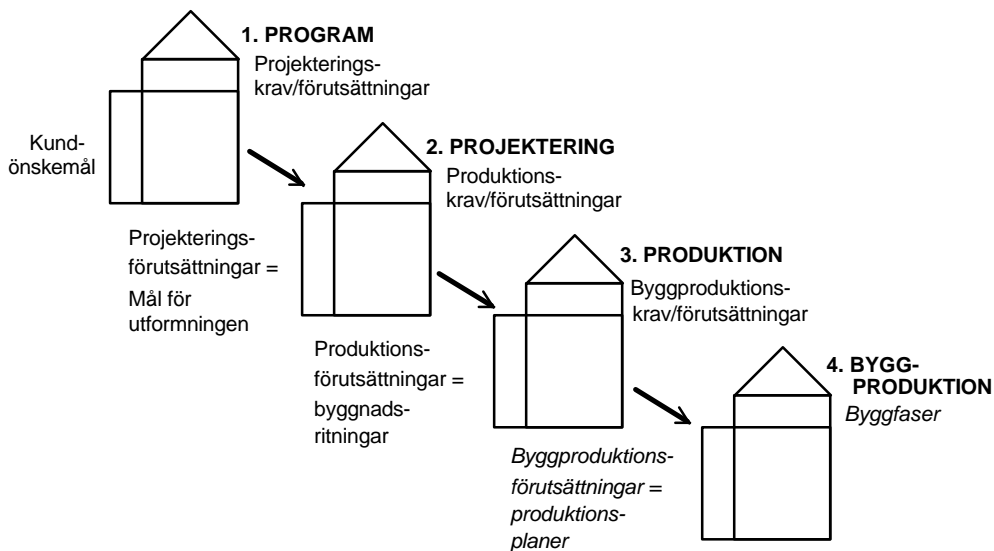 1. PROGRAM
Projekterings-
krav/förutsättningar
Kund-
önskemål
2. PROJEKTERING
Produktions-
krav/förutsättningar
Projekterings-
förutsättningar =
Mål för
utformningen
3. PRODUKTION
Byggproduktions-
krav/förutsättningar
Produktions-
förutsättningar =
byggnads-
ritningar
4. BYGG-
PRODUKTION
Byggfaser
Byggproduktions-
förutsättningar =
produktions-
planer